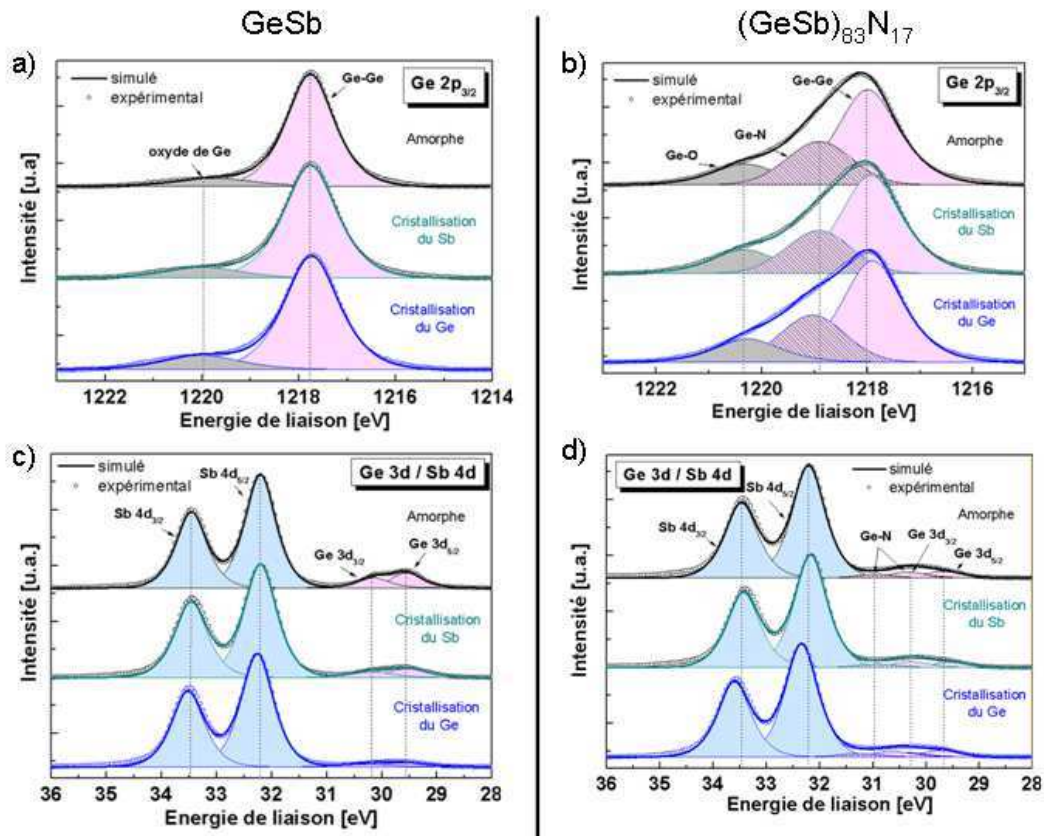 GeSb
(GeSb)83N17
a)
simulé
expérimental
Ge-Ge
Ge 2p3/2
Amorphe
oxyde de Ge
Cristallisation
du Sb
Cristallisation
du Ge
Intensité [u.a]
1222 1220 1218 1216 1214
Energie de liaison [eV]
b)
simulé
expérimental
Ge-Ge
Ge 2p3/2
Amorphe
Ge-N
Ge-O
Cristallisation
du Sb
Cristallisation
du Ge
Intensité [u.a.]
1222 1220 1218 1216
Energie de liaison [eV]
c)
simulé
expérimental
Sb 4d5/2
Ge 3d / Sb 4d
Amorphe
Sb 4d3/2
Ge 3d3/2
Ge 3d5/2
Cristallisation
du Sb
Cristallisation
du Ge
Intensité [u.a.]
36 35 34 33 32 31 30 29 28
Energie de liaison [eV]
d)
Ge 3d / Sb 4d
simulé
expérimental
Sb 4d5/2
Amorphe
Sb 4d3/2
Ge-N
Ge 3d3/2
Ge 3d5/2
Cristallisation
du Sb
Cristallisation
du Ge
Intensité [u.a.]
36 35 34 33 32 31 30 29 28
Energie de liaison [eV]